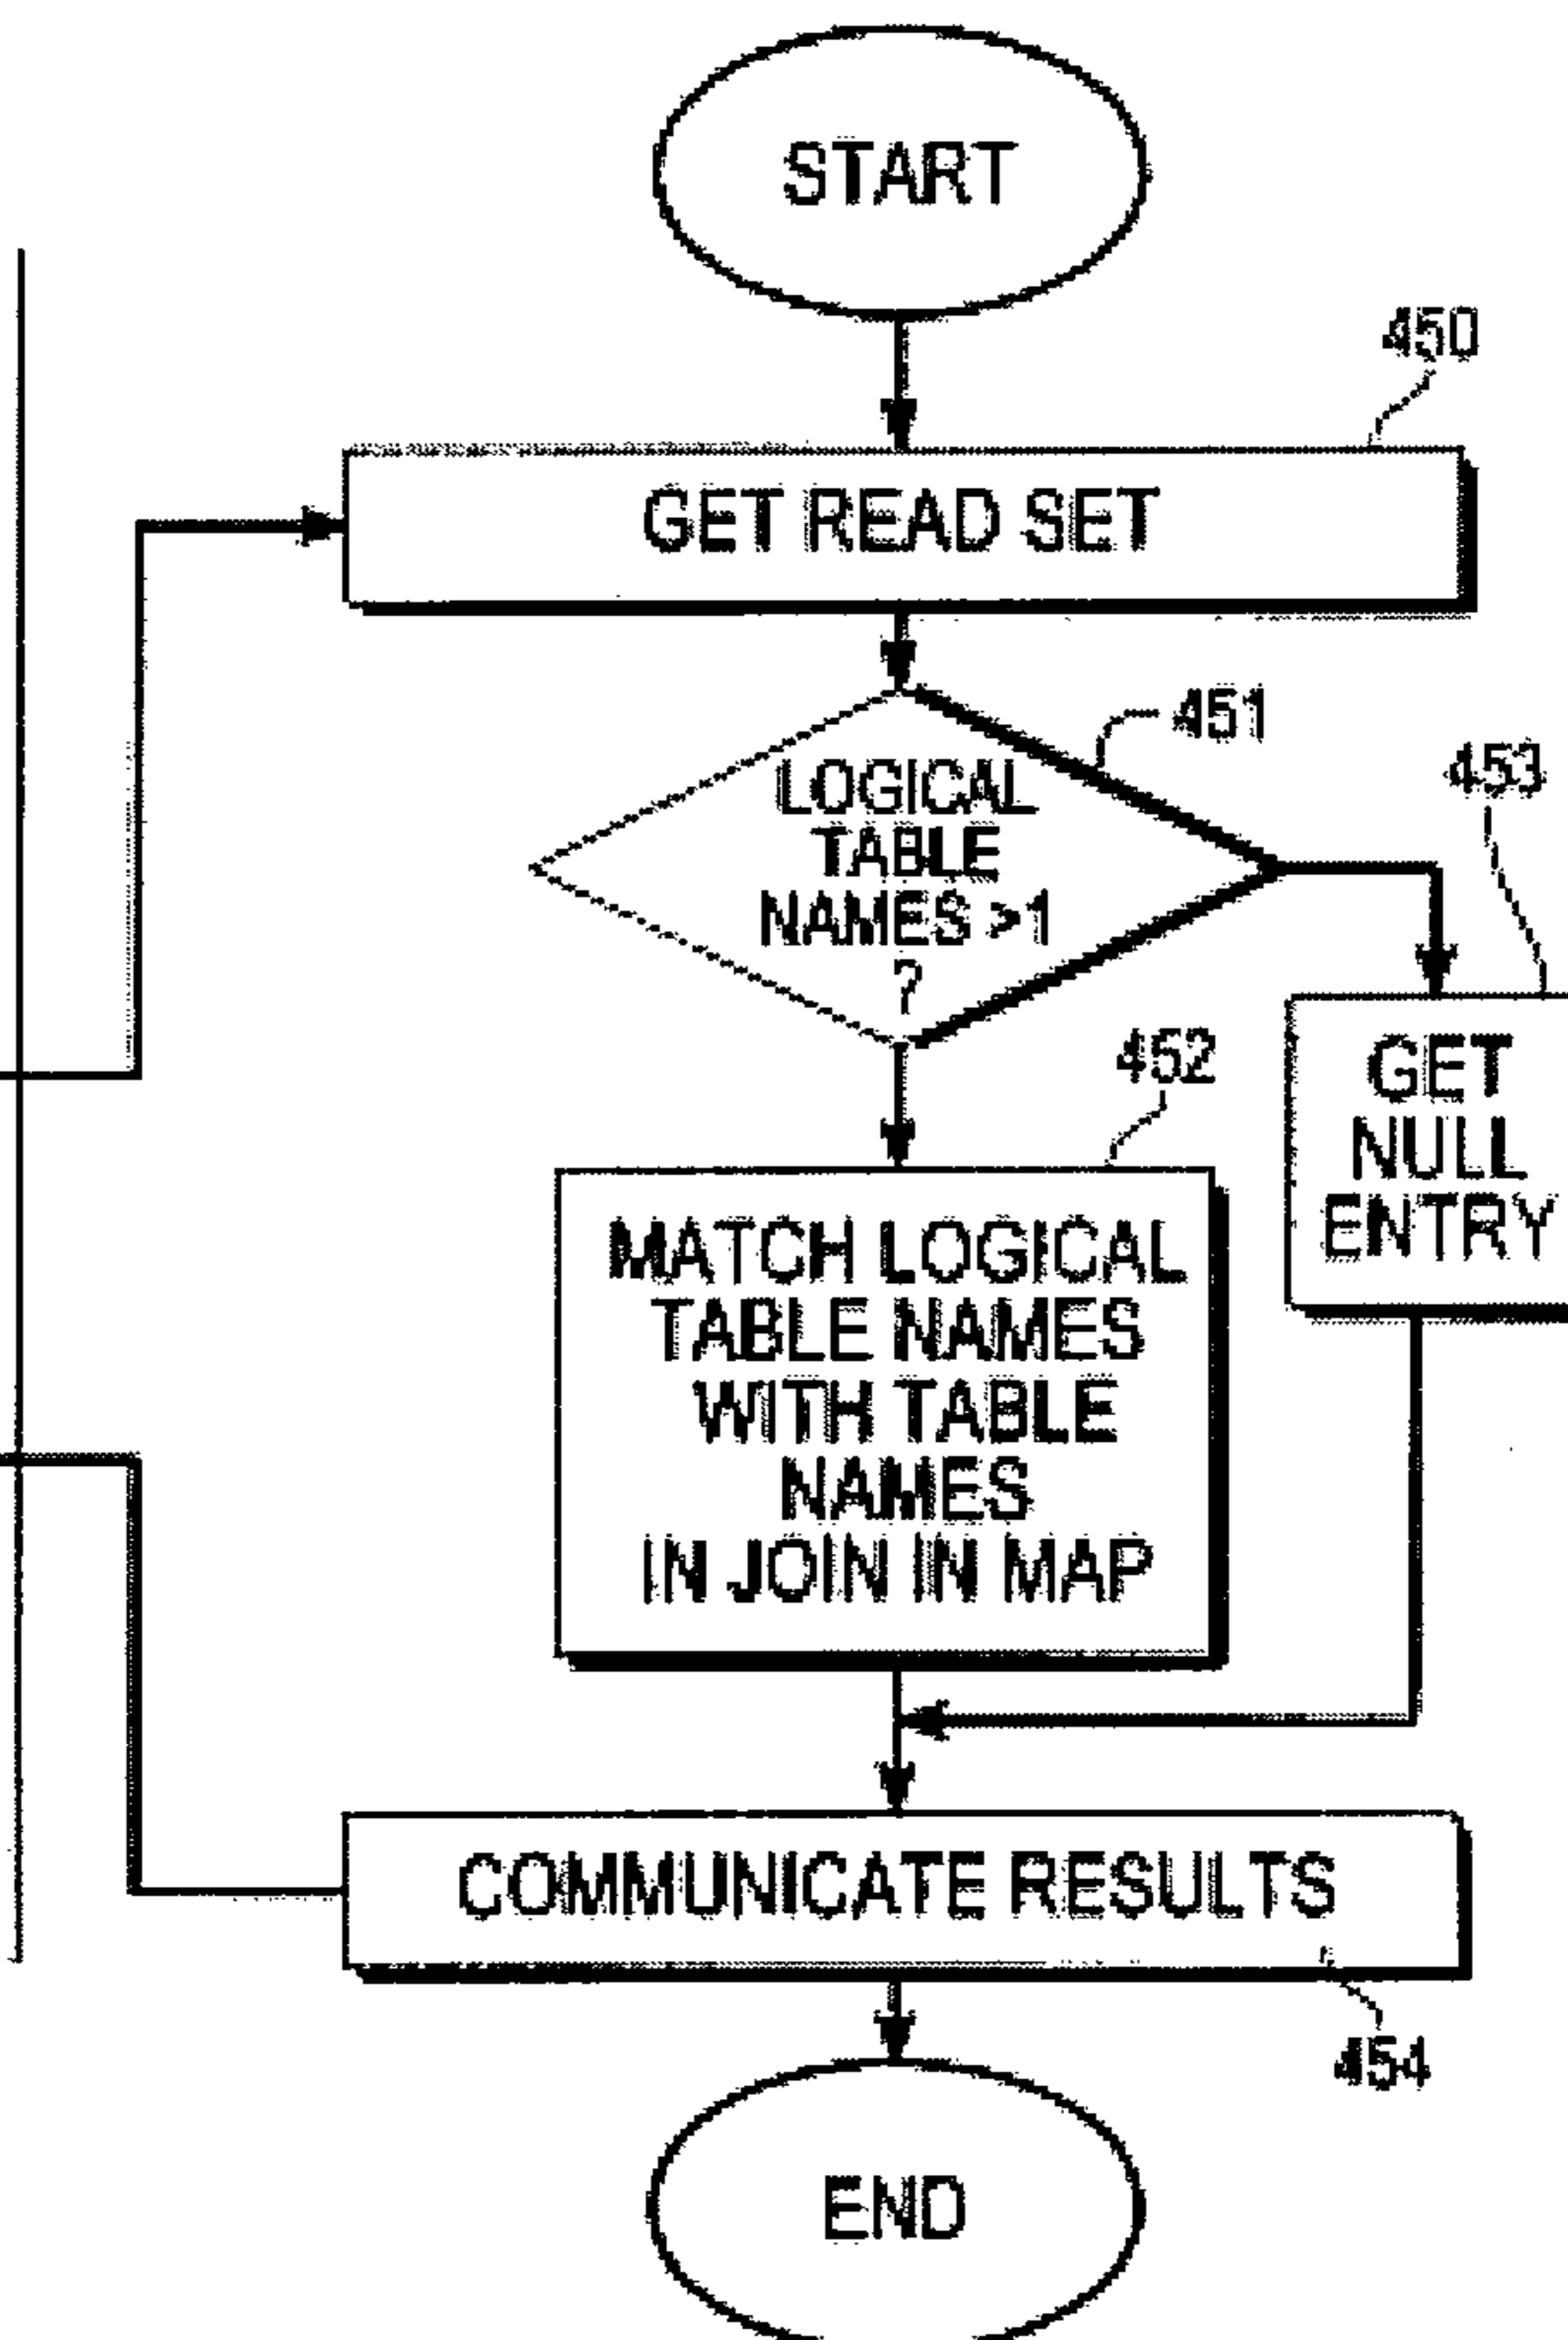 START
450
GET READ SET
451
LOGICAL
TABLE
NAMES >1
?
453
GET
NULL
ENTRY
452
MATCH LOGICAL
TABLE NAMES
WITH TABLE
NAMES
IN JOIN IN MAP
COMMUNICATE RESULTS
454
END